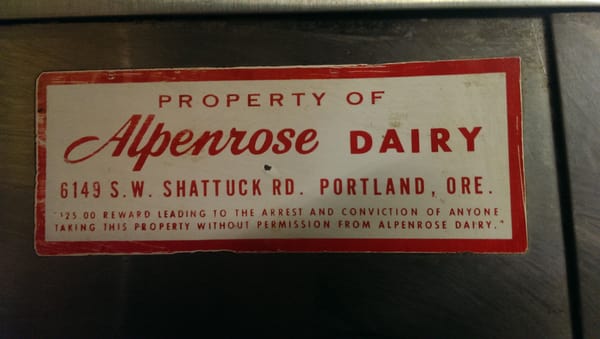 PROPERTY OF
Alpenrose DAIRY
6149 S.W. SHATTUCK RD. PORTLAND, ORE.
"$25.00 REWARD LEADING TO THE ARREST AND CONVICTION OF ANYONE
TAKING THIS PROPERTY WITHOUT PERMISSION FROM ALPENROSE DAIRY."